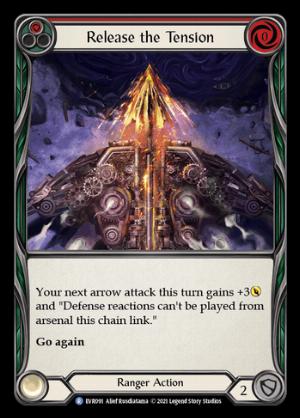 Release the Tension
Your next arrow attack this turn gains +3
and "Defense reactions can't be played from
arsenal this chain link."
Go again
Ranger Action
2
EVR091 Alief Rusdiatama © 2021 Legend Story Studios